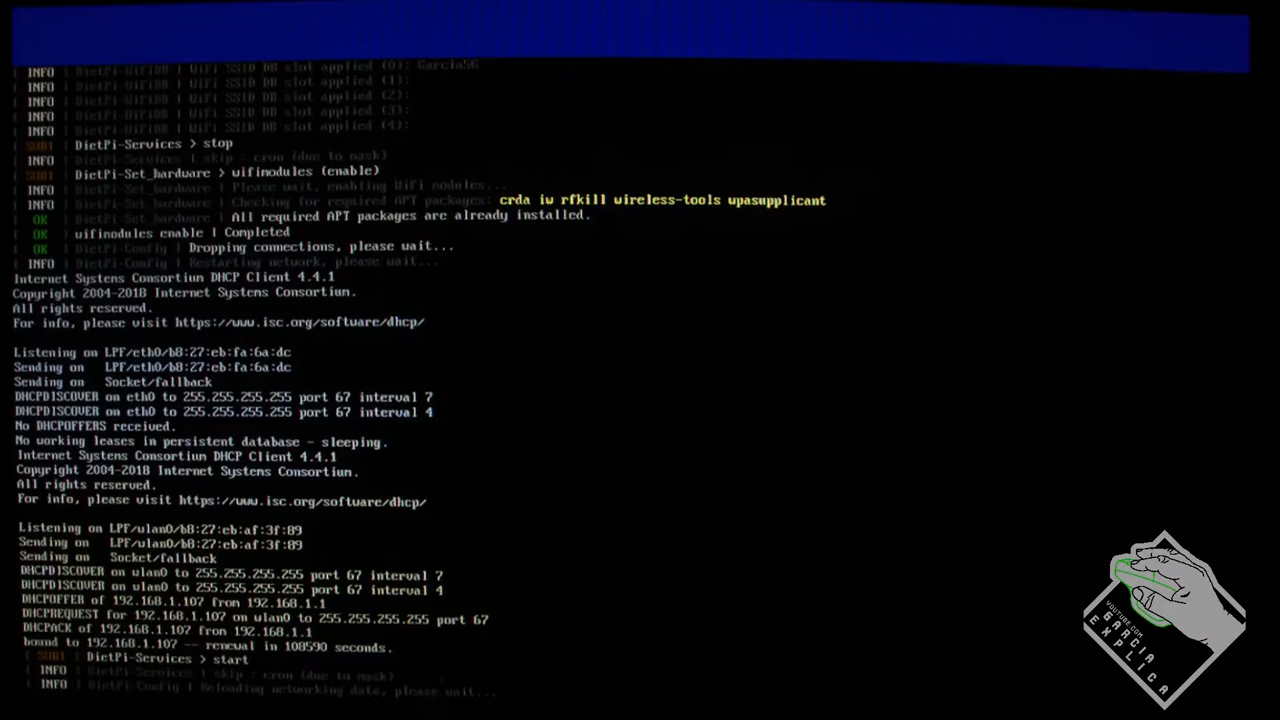 [ INFO ] DietPi-WiFiDB | WiFi SSID DB slot applied (0): Garcia5G
[ INFO ] DietPi-WiFiDB | WiFi SSID DB slot applied (1):
[ INFO ] DietPi-WiFiDB | WiFi SSID DB slot applied (2):
[ INFO ] DietPi-WiFiDB | WiFi SSID DB slot applied (3):
[ INFO ] DietPi-WiFiDB | WiFi SSID DB slot applied (4):
[ SUB1 ] DietPi-Services > stop
[ INFO ] DietPi-Services | skip : cron (due to mask)
[ SUB1 ] DietPi-Set_hardware > wifimodules (enable)
[ INFO ] DietPi-Set_hardware | Please wait, enabling WiFi modules...
[ INFO ] DietPi-Set_hardware | Checking for required APT packages: crda iw rfkill wireless-tools wpasupplicant
[ OK ] DietPi-Set_hardware | All required APT packages are already installed.
[ OK ] wifimodules enable | Completed
[ OK ] DietPi-Config | Dropping connections, please wait...
[ INFO ] DietPi-Config | Restarting network, please wait...
Internet Systems Consortium DHCP Client 4.4.1
Copyright 2004-2018 Internet Systems Consortium.
All rights reserved.
For info, please visit https://www.isc.org/software/dhcp/
Listening on LPF/eth0/b8:27:eb:fa:6a:dc
Sending on LPF/eth0/b8:27:eb:fa:6a:dc
Sending on Socket/fallback
DHCPDISCOVER on eth0 to 255.255.255.255 port 67 interval 7
DHCPDISCOVER on eth0 to 255.255.255.255 port 67 interval 4
No DHCPOFFERS received.
No working leases in persistent database - sleeping.
Internet Systems Consortium DHCP Client 4.4.1
Copyright 2004-2018 Internet Systems Consortium.
All rights reserved.
For info, please visit https://www.isc.org/software/dhcp/
Listening on LPF/wlan0/b8:27:eb:af:3f:89
Sending on LPF/wlan0/b8:27:eb:af:3f:89
Sending on Socket/fallback
DHCPDISCOVER on wlan0 to 255.255.255.255 port 67 interval 7
DHCPDISCOVER on wlan0 to 255.255.255.255 port 67 interval 4
DHCPOFFER of 192.168.1.107 from 192.168.1.1
DHCPREQUEST for 192.168.1.107 on wlan0 to 255.255.255.255 port 67
DHCPACK of 192.168.1.107 from 192.168.1.1
bound to 192.168.1.107 -- renewal in 108590 seconds.
[ SUB1 ] DietPi-Services > start
[ INFO ] DietPi-Services | skip : cron (due to mask)
[ INFO ] DietPi-Config | Reloading networking data, please wait...
YOUTUBE.COM
GARCIA
EXPLICA